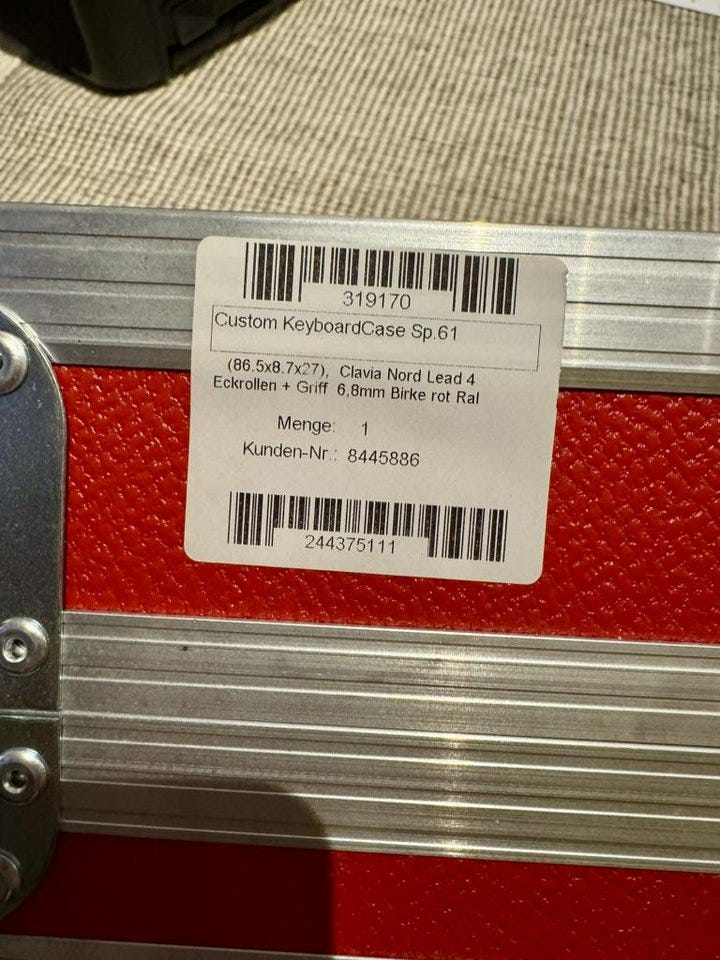 319170
Custom KeyboardCase Sp.61
(86.5x8.7x27), Clavia Nord Lead 4
Eckrollen + Griff 6,8mm Birke rot Ral
Menge: 1
Kunden-Nr.: 8445886
244375111